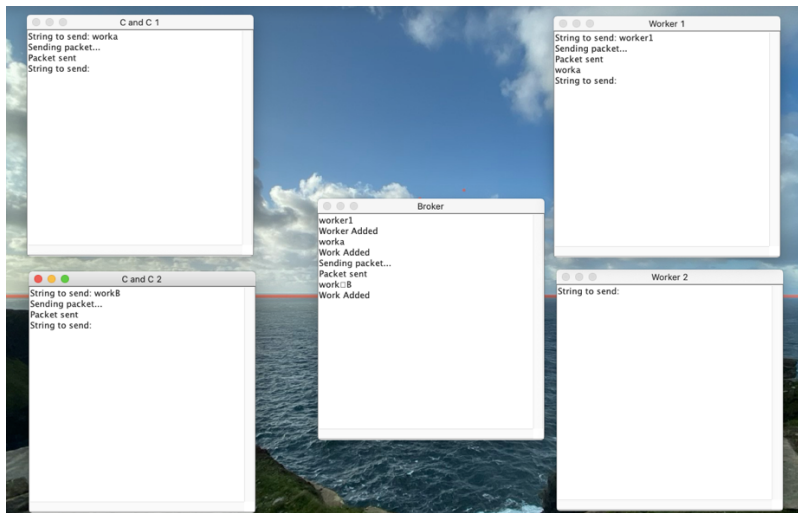 C and C 1
String to send: worka
Sending packet...
Packet sent
String to send:
Worker 1
String to send: worker1
Sending packet...
Packet sent
worka
String to send:
Broker
worker1
Worker Added
worka
Work Added
Sending packet...
Packet sent
work□B
Work Added
C and C 2
String to send: workB
Sending packet...
Packet sent
String to send:
Worker 2
String to send: